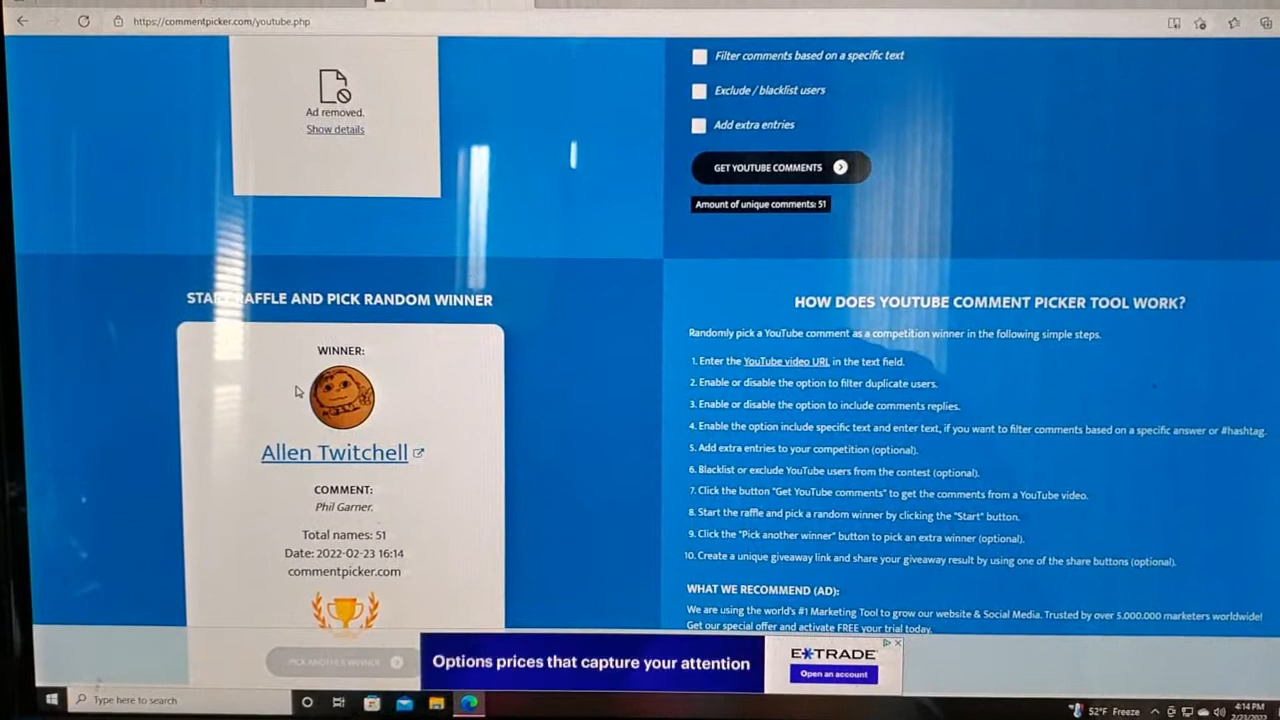 https://commentpicker.com/youtube.php
Ad removed.
Show details
Filter comments based on a specific text
Exclude / blacklist users
Add extra entries
GET YOUTUBE COMMENTS
Amount of unique comments: 51
START RAFFLE AND PICK RANDOM WINNER
WINNER:
Allen Twitchell
COMMENT:
Phil Garner.
Total names: 51
Date: 2022-02-23 16:14
commentpicker.com
PICK ANOTHER WINNER
HOW DOES YOUTUBE COMMENT PICKER TOOL WORK?
Randomly pick a YouTube comment as a competition winner in the following simple steps.
1. Enter the YouTube video URL in the text field.
2. Enable or disable the option to filter duplicate users.
3. Enable or disable the option to include comments replies.
4. Enable the option include specific text and enter text, if you want to filter comments based on a specific answer or #hashtag.
5. Add extra entries to your competition (optional).
6. Blacklist or exclude YouTube users from the contest (optional).
7. Click the button "Get YouTube comments" to get the comments from a YouTube video.
8. Start the raffle and pick a random winner by clicking the "Start" button.
9. Click the "Pick another winner" button to pick an extra winner (optional).
10. Create a unique giveaway link and share your giveaway result by using one of the share buttons (optional).
WHAT WE RECOMMEND (AD):
We are using the world's #1 Marketing Tool to grow our website & Social Media. Trusted by over 5.000.000 marketers worldwide!
Get our special offer and activate FREE your trial today.
Options prices that capture your attention
E*TRADE
Open an account
Type here to search
52°F Freeze
4:14 PM
2/23/2022